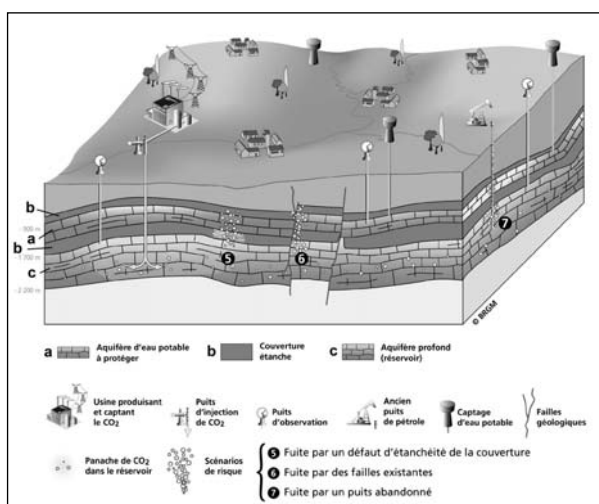 b
a
b
c
- 500 m
- 1 700 m
- 2 200 m
5
6
7
© BRGM
a Aquifère d'eau potable
à protéger
b Couverture
étanche
c Aquifère profond
(réservoir)
Usine produisant
et captant
le CO2
Puits
d'injection
de CO2
Puits
d'observation
Ancien
puits
de pétrole
Captage
d'eau potable
Failles
géologiques
Panache de CO2
dans le réservoir
Scénarios
de risque
5 Fuite par un défaut d'étanchéité de la couverture
6 Fuite par des failles existantes
7 Fuite par un puits abandonné